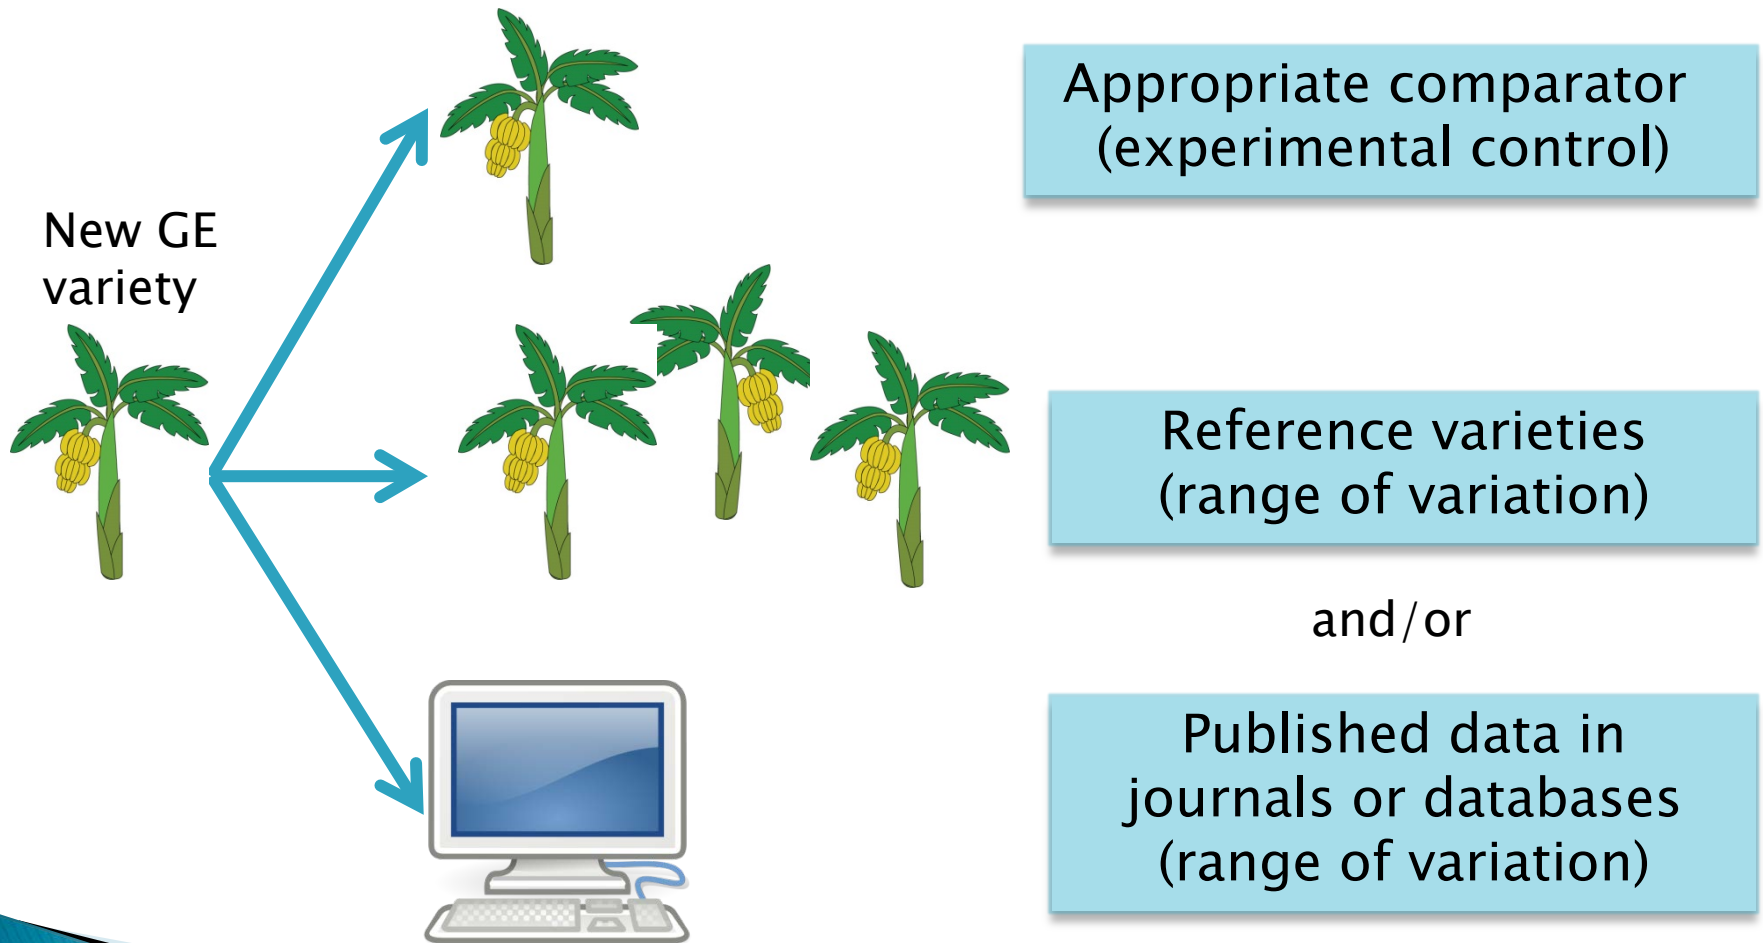 New GE
variety
Appropriate comparator
(experimental control)
Reference varieties
(range of variation)
and/or
Published data in
journals or databases
(range of variation)